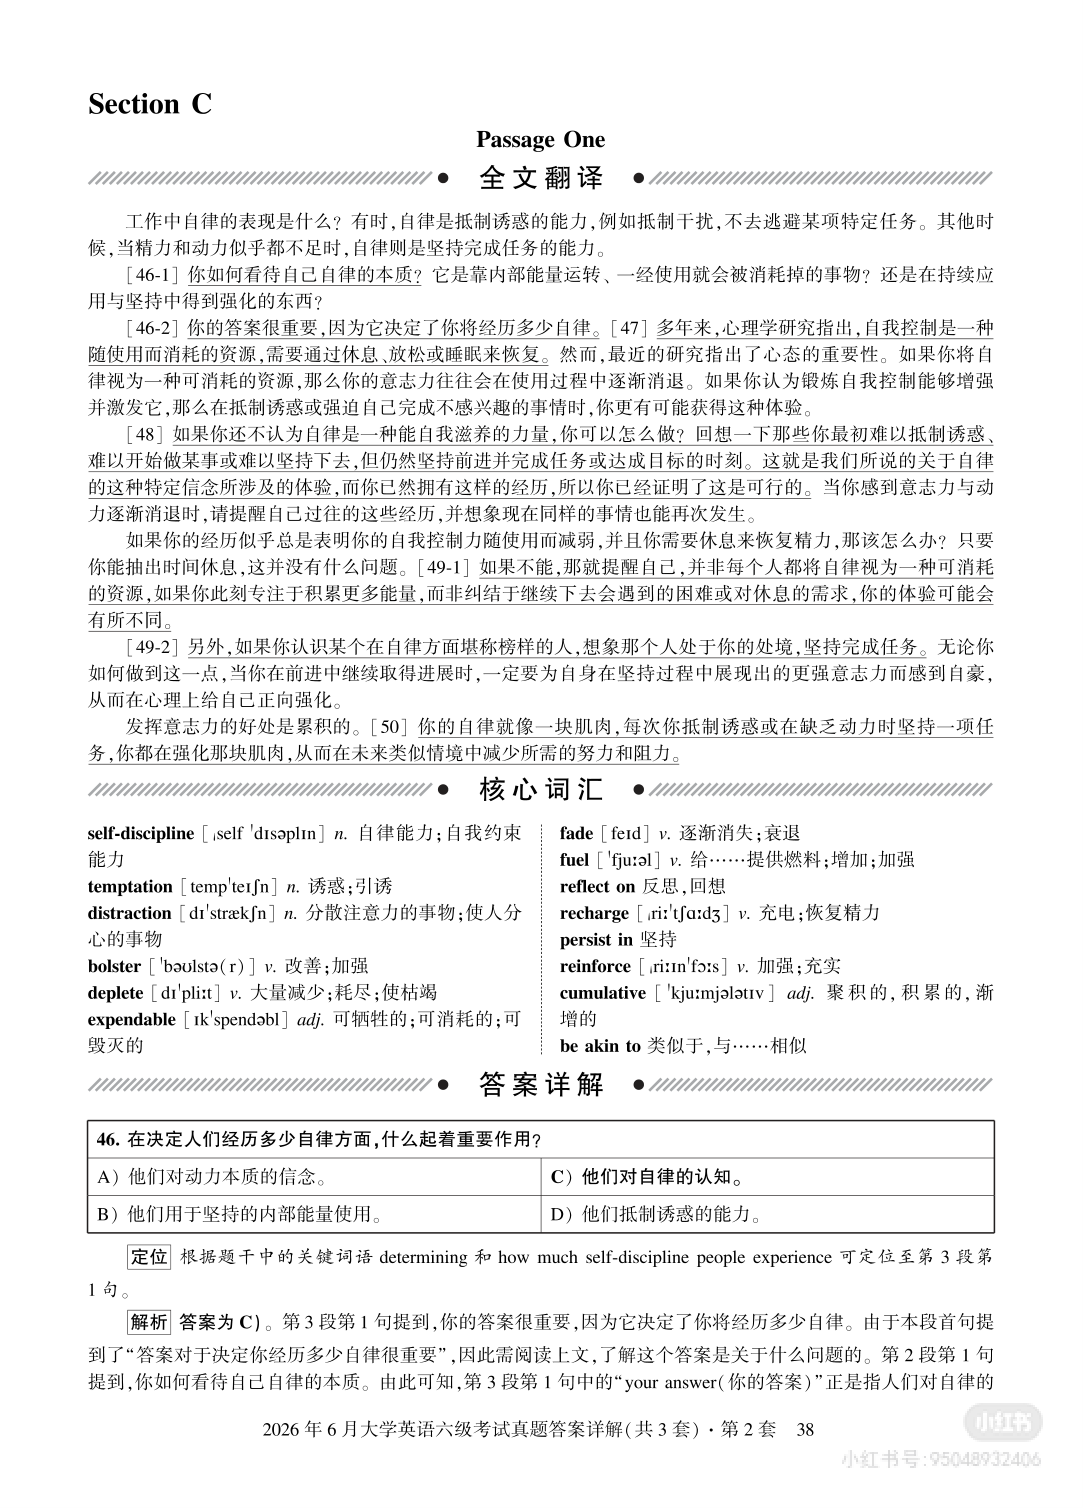 Section C
Passage One
全文翻译
工作中自律的表现是什么？有时,自律是抵制诱惑的能力,例如抵制干扰,不去逃避某项特定任务。其他时
候,当精力和动力似乎都不足时,自律则是坚持完成任务的能力。
[46-1] 你如何看待自己自律的本质？它是靠内部能量运转、一经使用就会被消耗掉的事物？还是在持续应
用与坚持中得到强化的东西？
[46-2] 你的答案很重要,因为它决定了你将经历多少自律。[47] 多年来,心理学研究指出,自我控制是一种
随使用而消耗的资源,需要通过休息、放松或睡眠来恢复。然而,最近的研究指出了心态的重要性。如果你将自
律视为一种可消耗的资源,那么你的意志力往往会在使用过程中逐渐消退。如果你认为锻炼自我控制能够增强
并激发它,那么在抵制诱惑或强迫自己完成不感兴趣的事情时,你更有可能获得这种体验。
[48] 如果你还不认为自律是一种能自我滋养的力量,你可以怎么做？回想一下那些你最初难以抵制诱惑、
难以开始做某事或难以坚持下去,但仍然坚持前进并完成任务或达成目标的时刻。这就是我们所说的关于自律
的这种特定信念所涉及的体验,而你已然拥有这样的经历,所以你已经证明了这是可行的。当你感到意志力与动
力逐渐消退时,请提醒自己过往的这些经历,并想象现在同样的事情也能再次发生。
如果你的经历似乎总是表明你的自我控制力随使用而减弱,并且你需要休息来恢复精力,那该怎么办？只要
你能抽出时间休息,这并没有什么问题。[49-1] 如果不能,那就提醒自己,并非每个人都将自律视为一种可消耗
的资源,如果你此刻专注于积累更多能量,而非纠结于继续下去会遇到的困难或对休息的需求,你的体验可能会
有所不同。
[49-2] 另外,如果你认识某个在自律方面堪称榜样的人,想象那个人处于你的处境,坚持完成任务。无论你
如何做到这一点,当你在前进中继续取得进展时,一定要为自身在坚持过程中展现出的更强意志力而感到自豪,
从而在心理上给自己正向强化。
发挥意志力的好处是累积的。[50] 你的自律就像一块肌肉,每次你抵制诱惑或在缺乏动力时坚持一项任
务,你都在强化那块肌肉,从而在未来类似情境中减少所需的努力和阻力。
核心词汇
self-discipline [ˌself ˈdɪsəplɪn] n. 自律能力;自我约束
能力
temptation [tempˈteɪʃn] n. 诱惑;引诱
distraction [dɪˈstrækʃn] n. 分散注意力的事物;使人分
心的事物
bolster [ˈbəʊlstə(r)] v. 改善;加强
deplete [dɪˈpliːt] v. 大量减少;耗尽;使枯竭
expendable [ɪkˈspendəbl] adj. 可牺牲的;可消耗的;可
毁灭的
fade [feɪd] v. 逐渐消失;衰退
fuel [ˈfjuːəl] v. 给……提供燃料;增加;加强
reflect on 反思,回想
recharge [ˌriːˈtʃɑːdʒ] v. 充电;恢复精力
persist in 坚持
reinforce [ˌriːɪnˈfɔːs] v. 加强;充实
cumulative [ˈkjuːmjələtɪv] adj. 聚积的,积累的,渐
增的
be akin to 类似于,与……相似
答案详解
46. 在决定人们经历多少自律方面,什么起着重要作用？
A) 他们对动力本质的信念。
C) 他们对自律的认知。
B) 他们用于坚持的内部能量使用。
D) 他们抵制诱惑的能力。
定位 根据题干中的关键词语 determining 和 how much self-discipline people experience 可定位至第 3 段第
1 句。
解析 答案为 C)。第 3 段第 1 句提到,你的答案很重要,因为它决定了你将经历多少自律。由于本段首句提
到了“答案对于决定你经历多少自律很重要”,因此需阅读上文,了解这个答案是关于什么问题的。第 2 段第 1 句
提到,你如何看待自己自律的本质。由此可知,第 3 段第 1 句中的“your answer(你的答案)”正是指人们对自律的
2026 年 6 月大学英语六级考试真题答案详解(共 3 套)·第 2 套 38
小红书
小红书号:95048932406